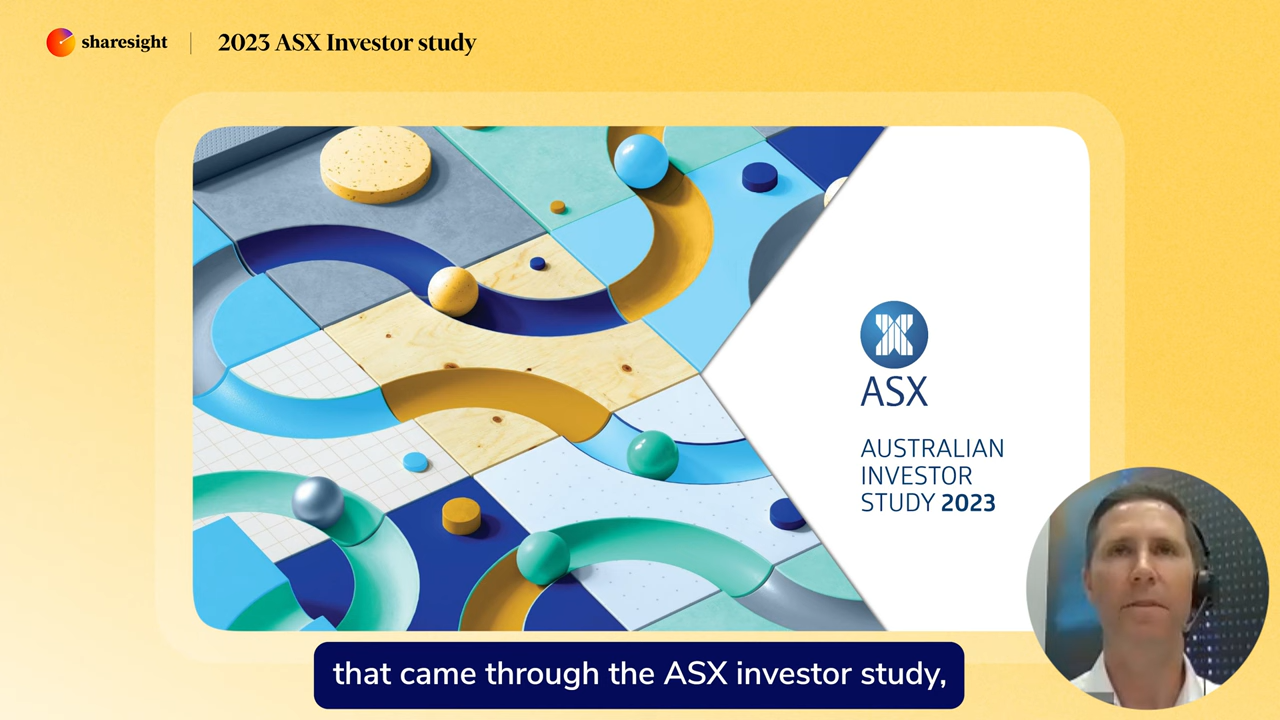 sharesight | 2023 ASX Investor study
ASX
AUSTRALIAN
INVESTOR
STUDY 2023
that came through the ASX investor study,